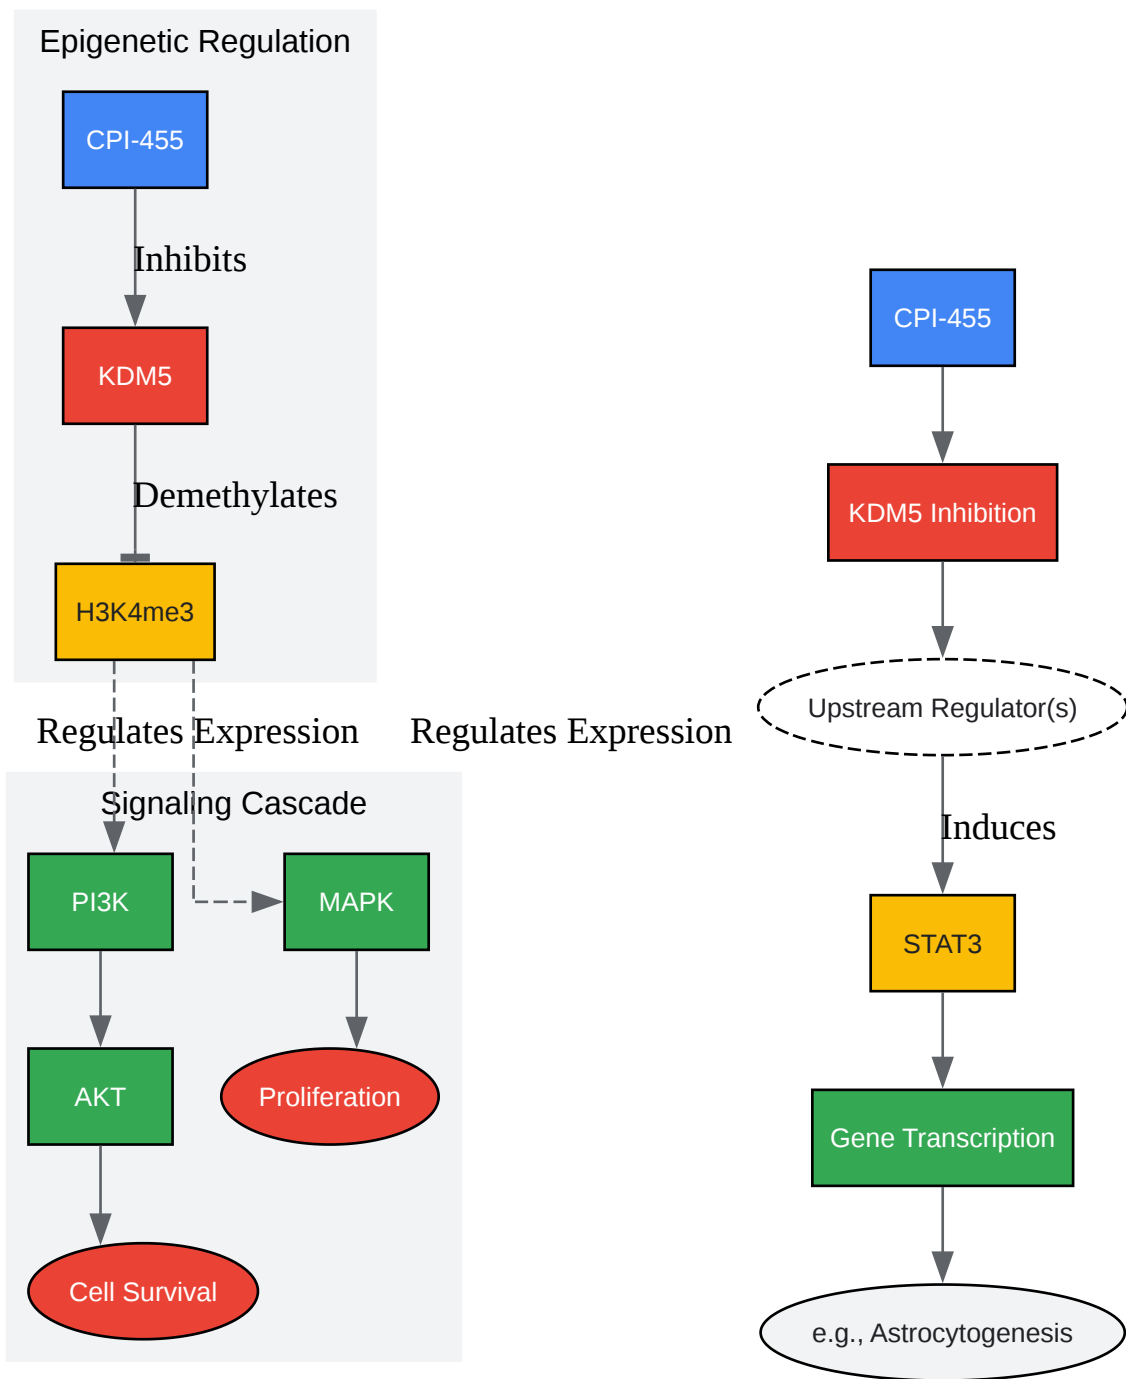 Epigenetic Regulation
CPI-455
Inhibits
KDM5
Demethylates
H3K4me3
Regulates Expression
Regulates Expression
Signaling Cascade
PI3K
MAPK
AKT
Proliferation
Cell Survival
CPI-455
KDM5 Inhibition
Upstream Regulator(s)
Induces
STAT3
Gene Transcription
e.g., Astrocytogenesis